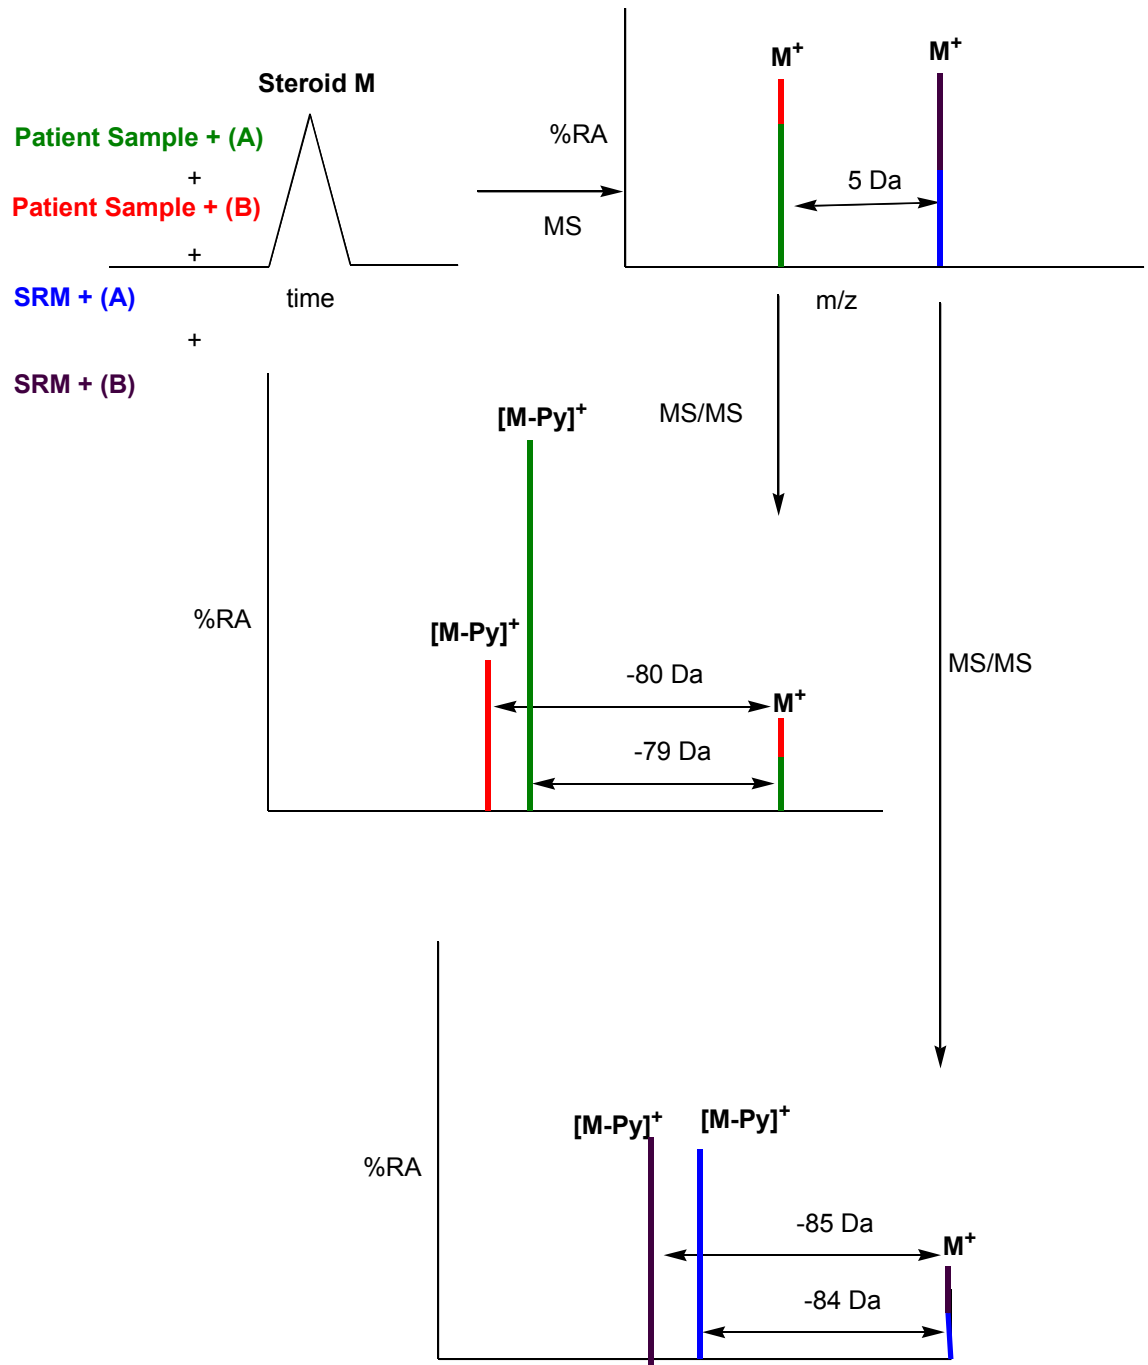 Steroid M
Patient Sample + (A)
+
Patient Sample + (B)
+
SRM + (A)
+
SRM + (B)
time
MS
%RA
M+
M+
5 Da
m/z
MS/MS
MS/MS
%RA
[M-Py]+
[M-Py]+
-80 Da
M+
-79 Da
%RA
[M-Py]+
[M-Py]+
-85 Da
M+
-84 Da